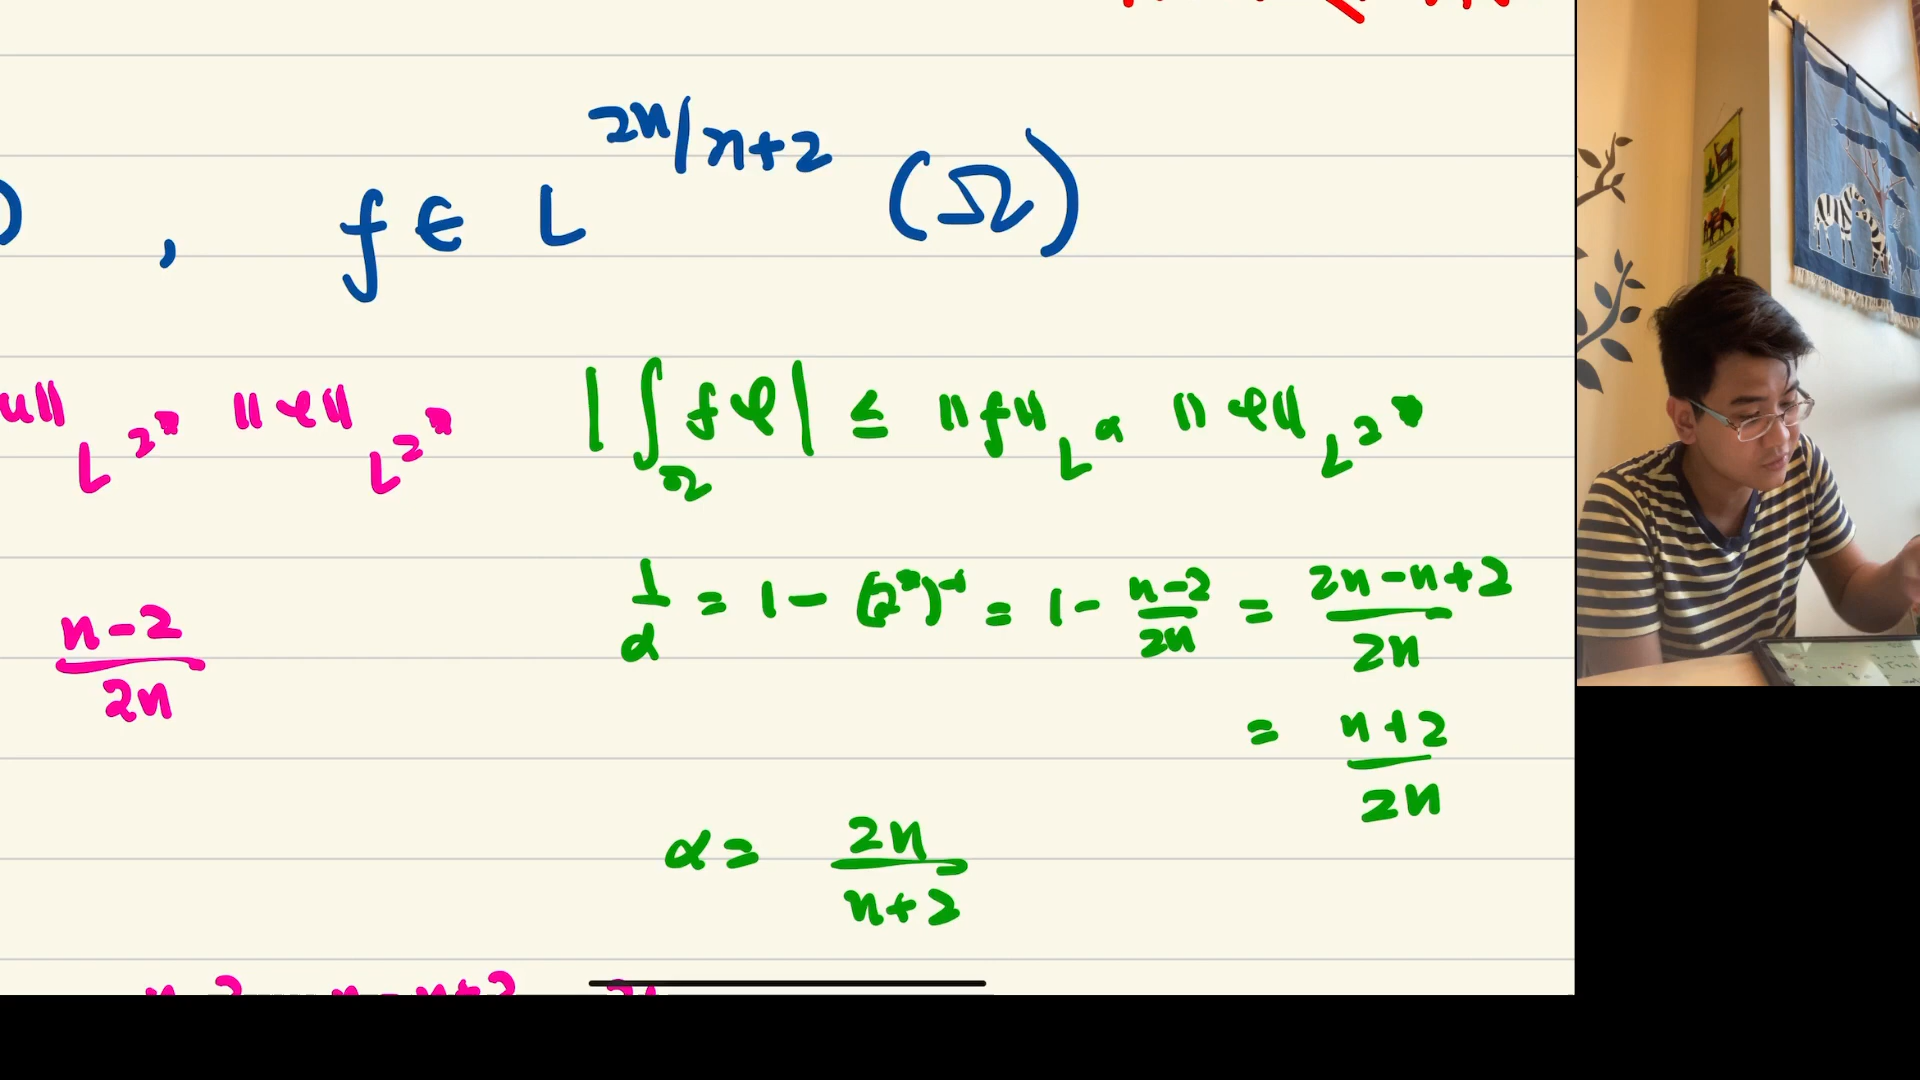 , f ∈ L^{2n/n+2} (Ω)
u||_{L^{2*}} ||φ||_{L^{2*}} |∫_Ω fφ| ≤ ||f||_{L^α} ||φ||_{L^{2*}}
1/α = 1 - (2*)^{-1} = 1 - (n-2)/2n = (2n-n+2)/2n
(n-2)/2n
= (n+2)/2n
α = 2n/(n+2)